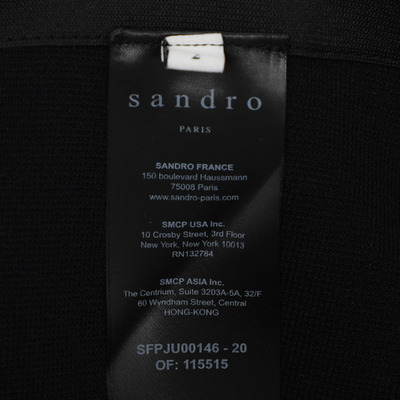 2
sandro
PARIS
SANDRO FRANCE
150 boulevard Haussmann
75008 Paris
www.sandro-paris.com
SMCP USA Inc.
10 Crosby Street, 3rd Floor
New York, New York 10013
RN132784
SMCP ASIA Inc.
The Centrium, Suite 3203A-5A, 32/F
60 Wyndham Street, Central
HONG-KONG
SFPJU00146 - 20
OF: 115515